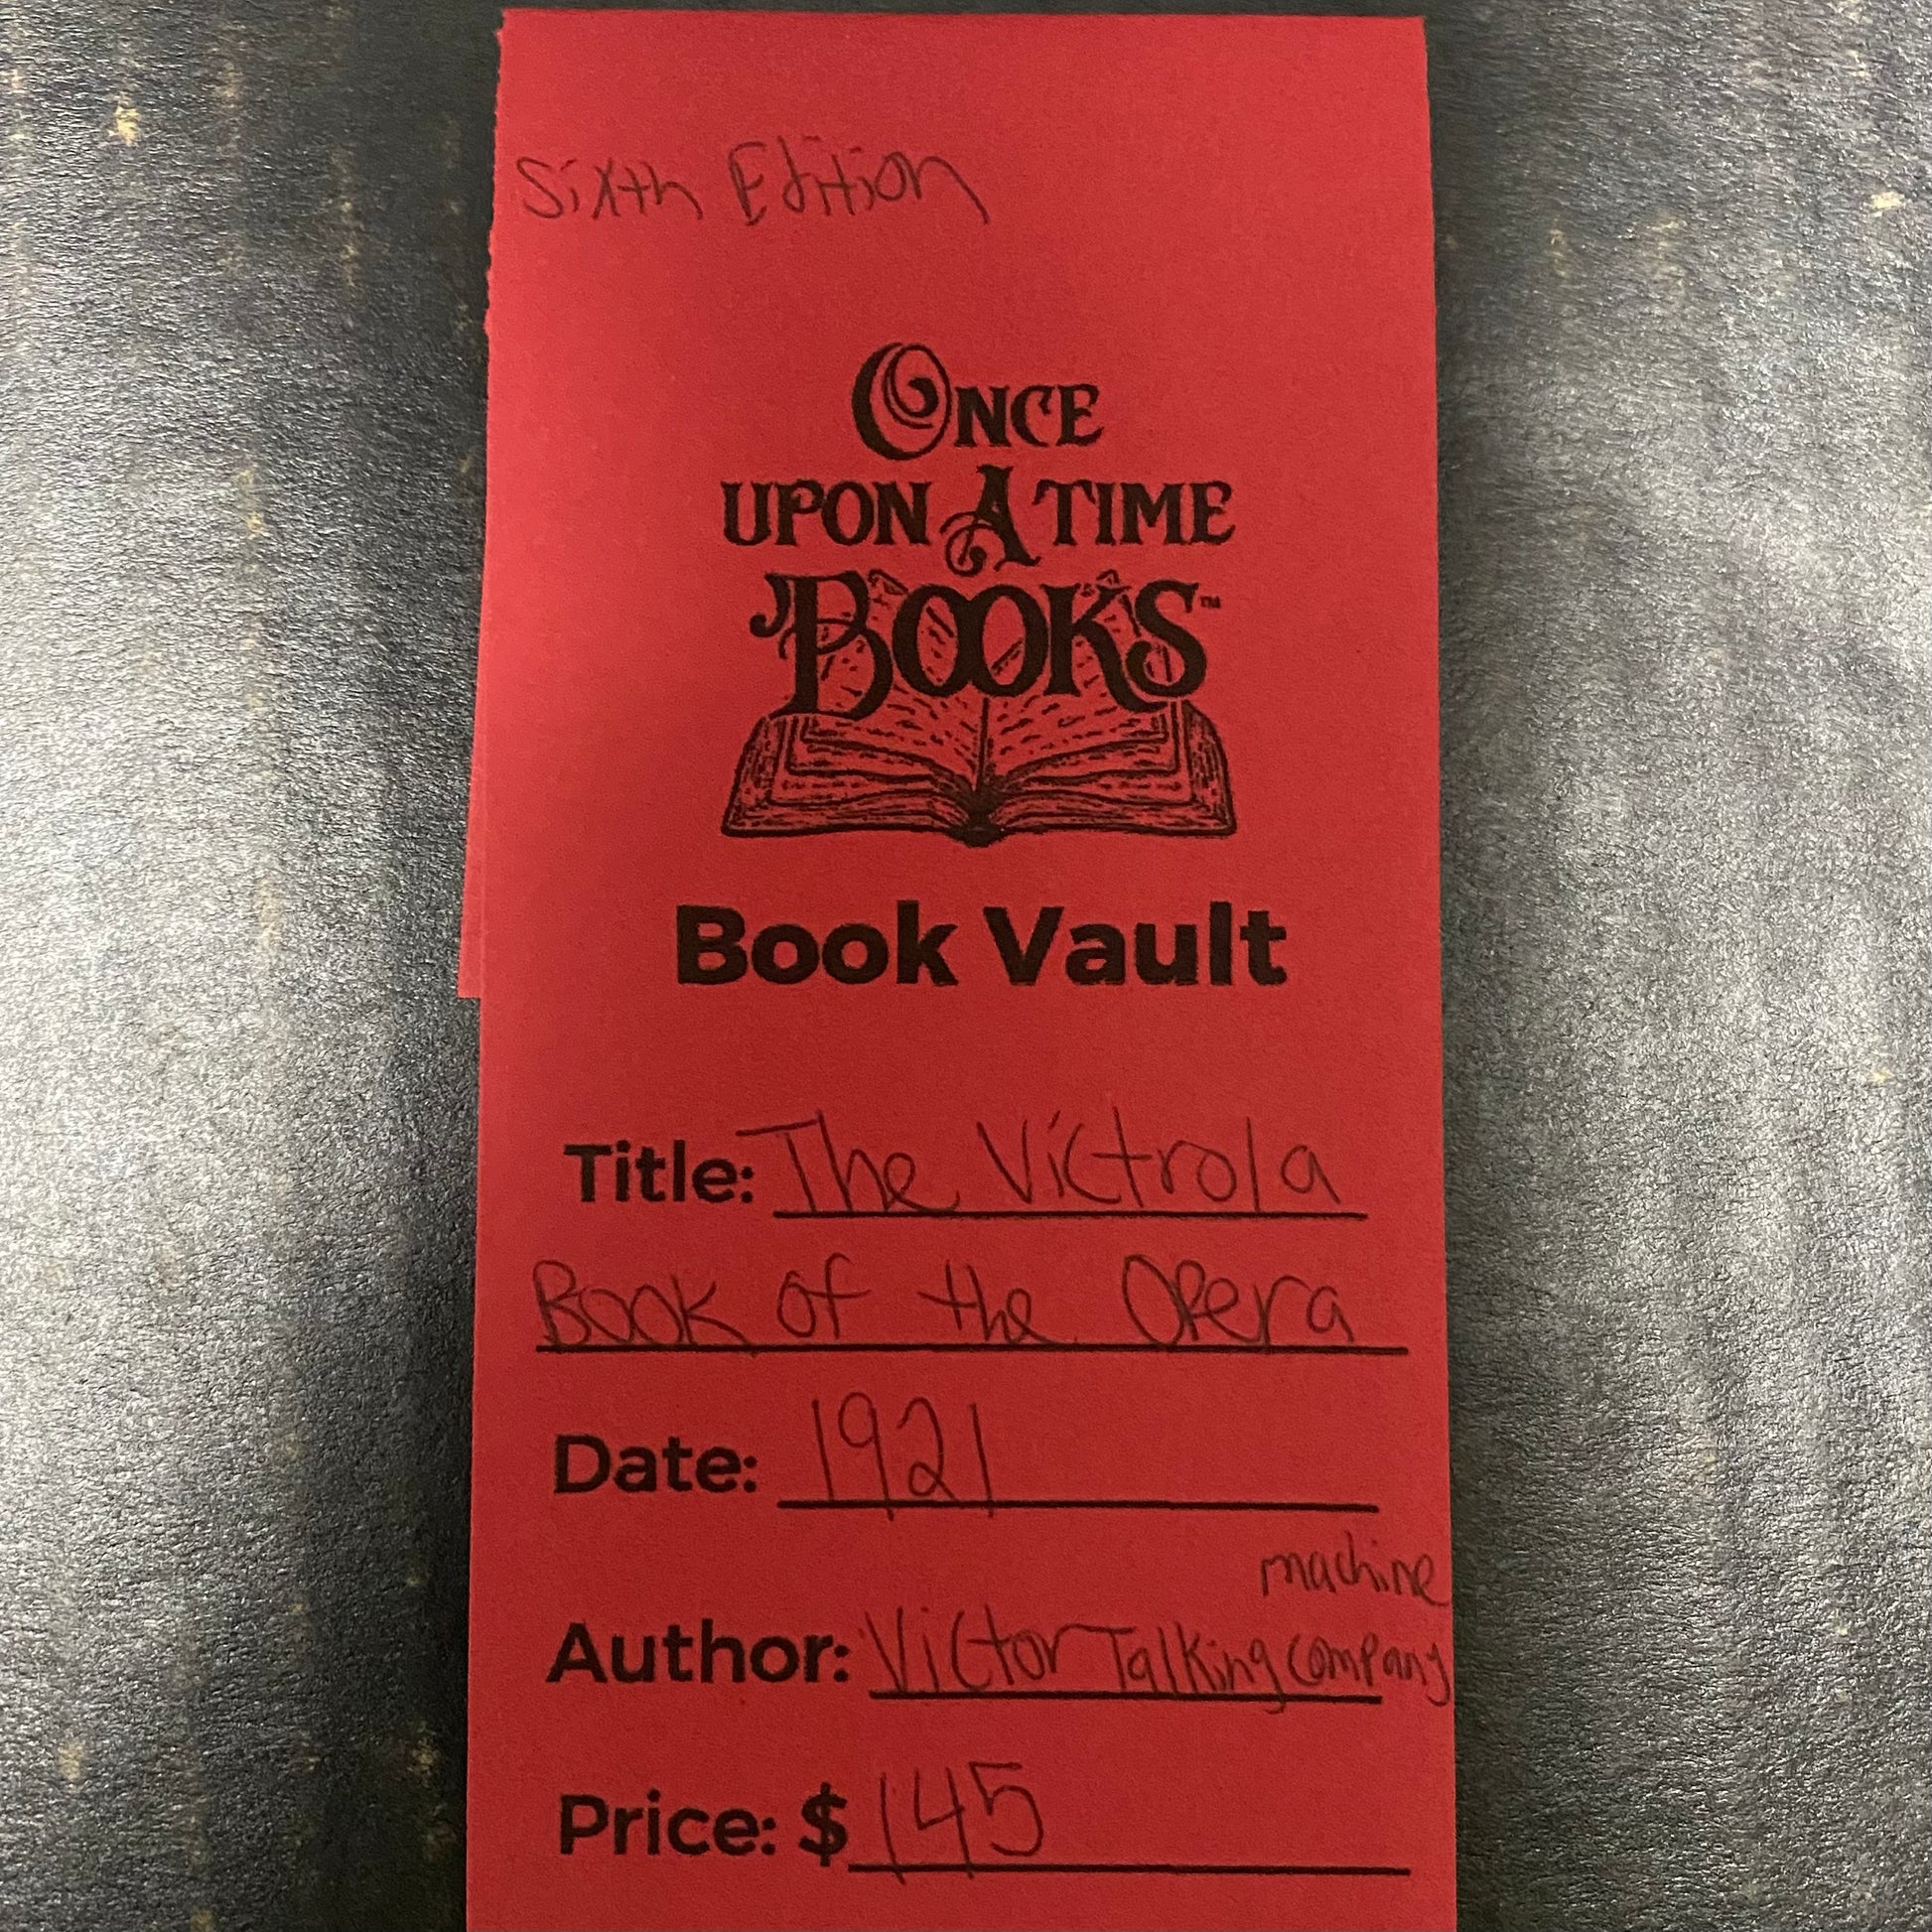 Sixth Edition
ONCE
UPON A TIME
BOOKS™
Book Vault
Title: The Victrola
Book of the Opera
Date: 1921
machine
Author: Victor Talking company
Price: $145